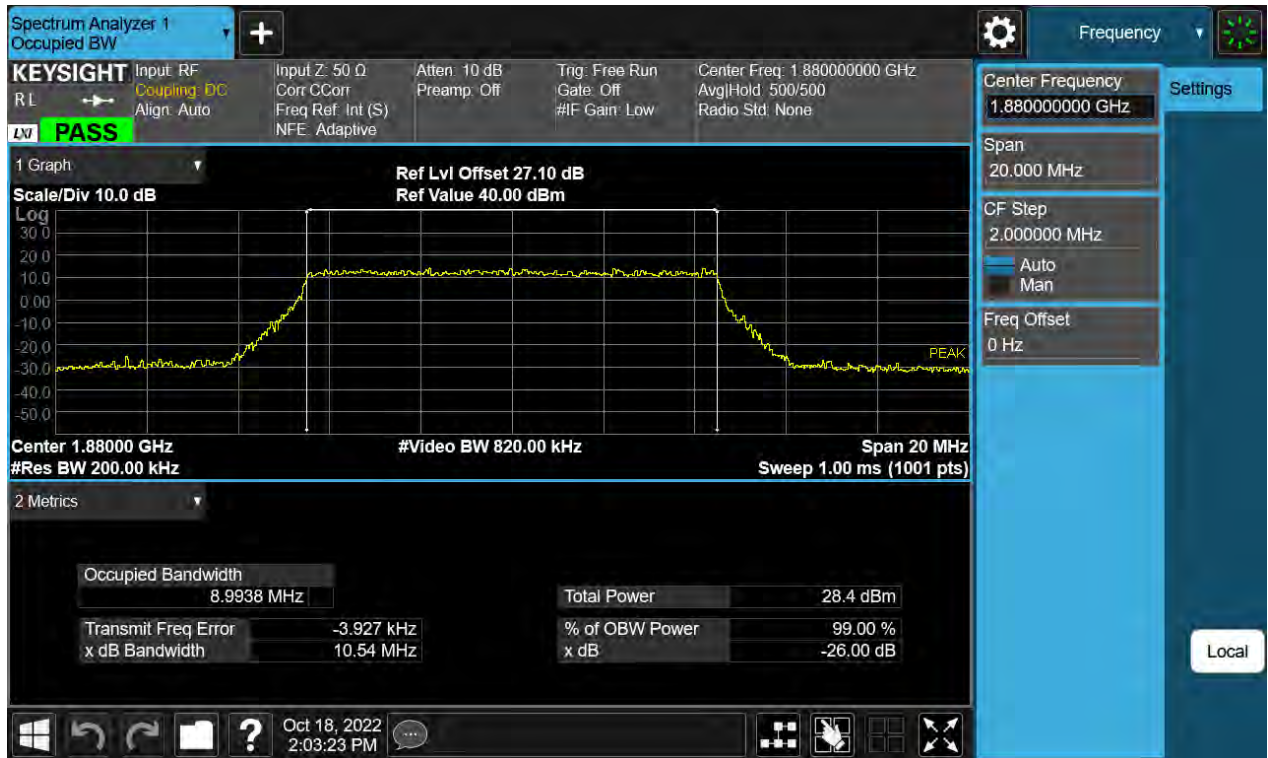 Spectrum Analyzer 1
Occupied BW
+
Frequency
KEYSIGHT Input: RF Input Z: 50 Ω Atten: 10 dB Trig: Free Run Center Freq: 1.880000000 GHz
RL Coupling: DC Corr CCorr Preamp: Off Gate: Off Avg|Hold: 500/500
Align: Auto Freq Ref: Int (S) #IF Gain: Low Radio Std: None
LXI PASS NFE: Adaptive
Center Frequency
1.880000000 GHz
Settings
Span
20.000 MHz
CF Step
2.000000 MHz
Auto
Man
Freq Offset
0 Hz
Local
1 Graph
Ref Lvl Offset 27.10 dB
Scale/Div 10.0 dB Ref Value 40.00 dBm
Log
30.0
20.0
10.0
0.00
-10.0
-20.0
PEAK
-30.0
-40.0
-50.0
Center 1.88000 GHz #Video BW 820.00 kHz Span 20 MHz
#Res BW 200.00 kHz Sweep 1.00 ms (1001 pts)
2 Metrics
Occupied Bandwidth
8.9938 MHz Total Power 28.4 dBm
Transmit Freq Error -3.927 kHz % of OBW Power 99.00 %
x dB Bandwidth 10.54 MHz x dB -26.00 dB
? Oct 18, 2022
2:03:23 PM